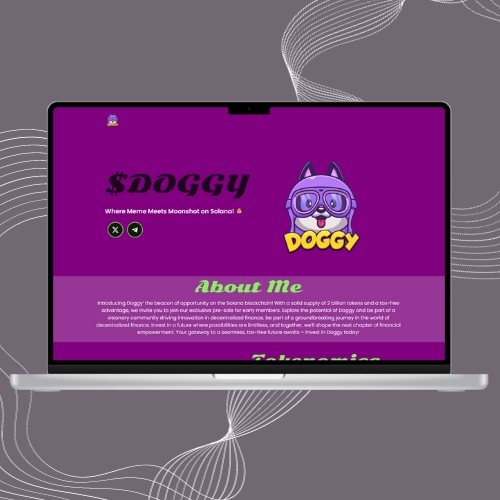 $DOGGY
Where Meme Meets Moonshot on Solana!
DOGGY
About Me
Introducing Doggy' the beacon of opportunity on the Solana blockchain! With a solid supply of 2 billion tokens and a tax-free
advantage, we invite you to join our exclusive pre-sale for early members. Explore the potential of Doggy and be part of a
visionary community driving innovation in decentralized finance. be part of a groundbreaking journey in the world of
decentralized finance. Invest in a future where possibilities are limitless, and together, we'll shape the next chapter of financial
empowerment. Your gateway to a seamless, tax-free future awaits – invest in Doggy today!
Tokenomics